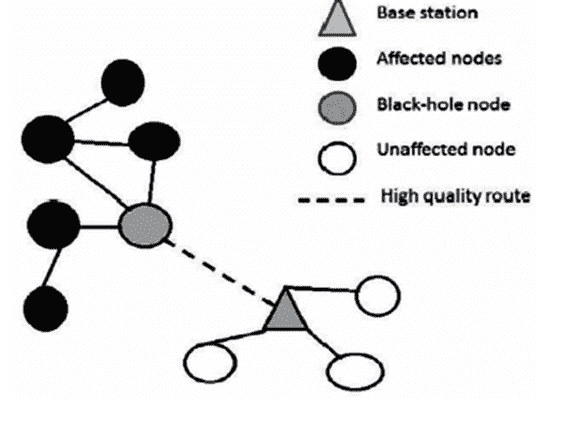 Base station
Affected nodes
Black-hole node
Unaffected node
High quality route